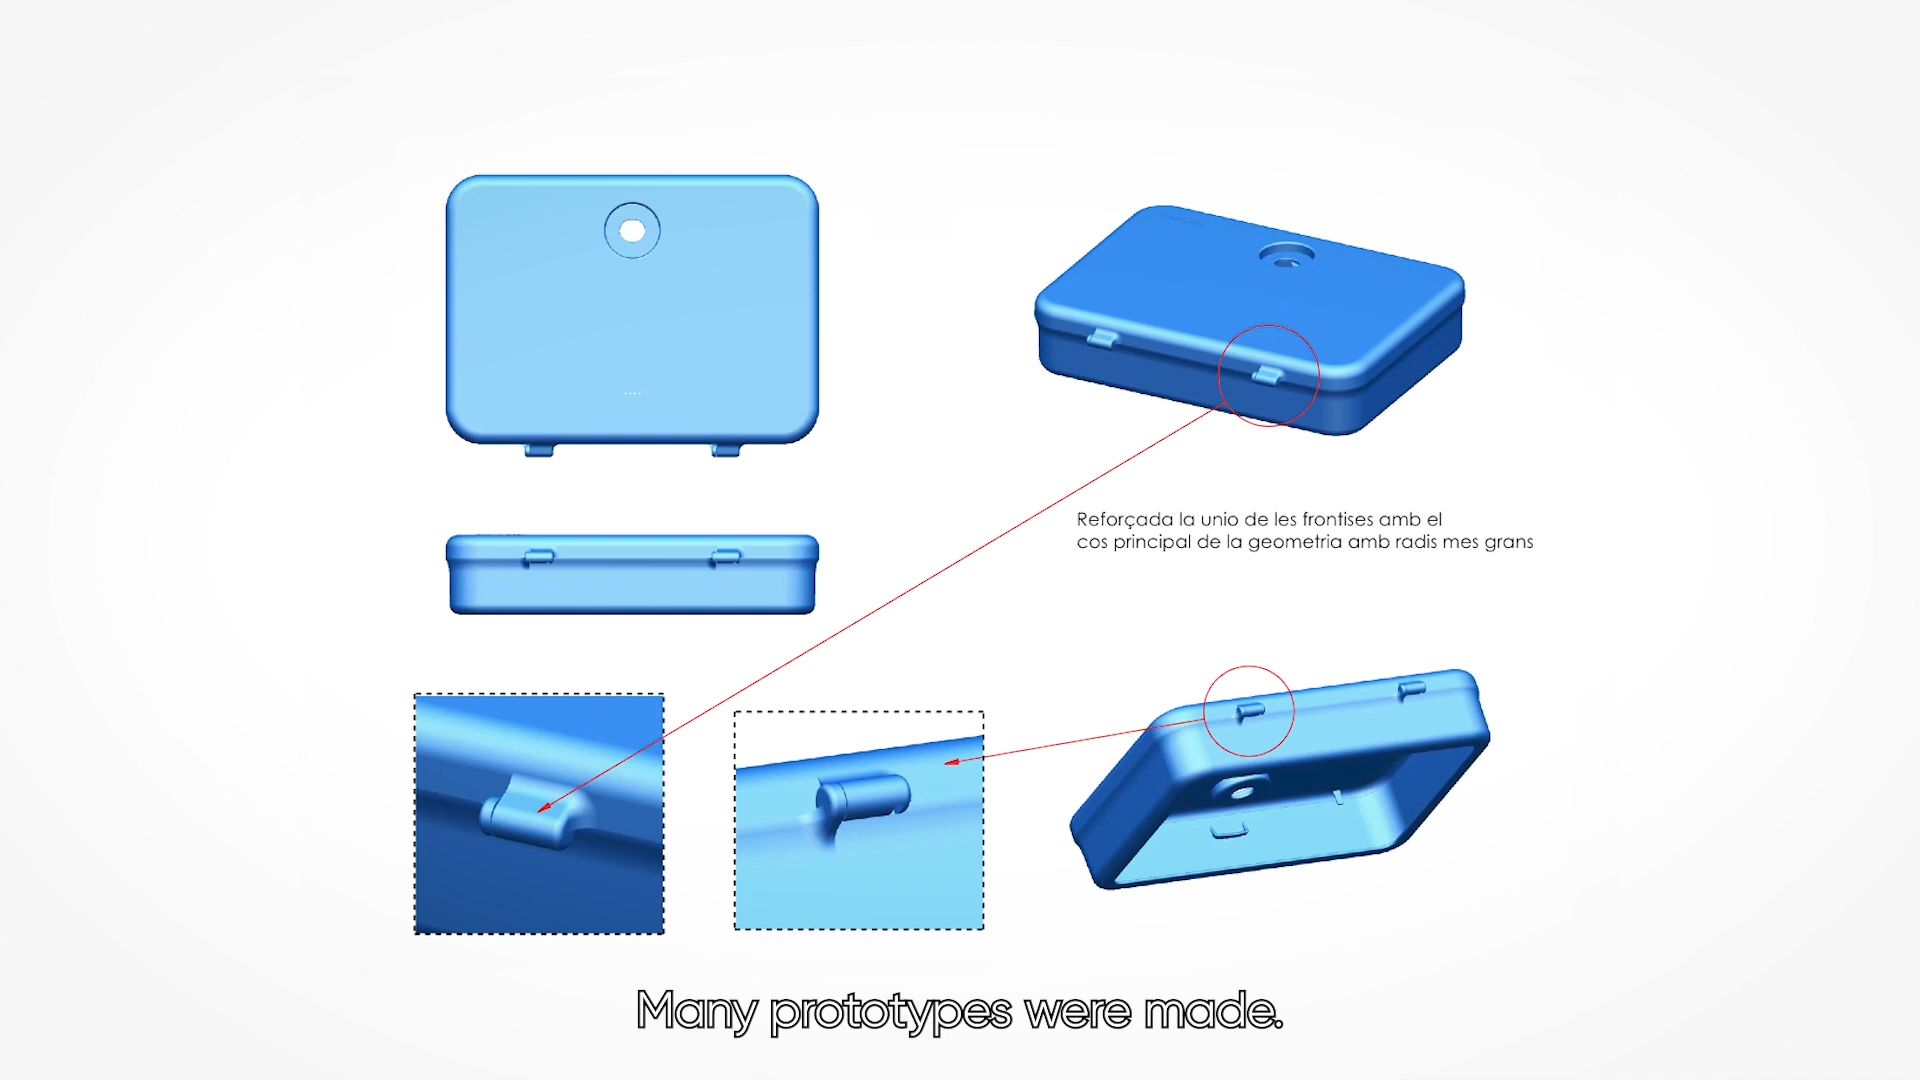 Reforçada la unio de les frontises amb el
cos principal de la geometria amb radis mes grans
Many prototypes were made.